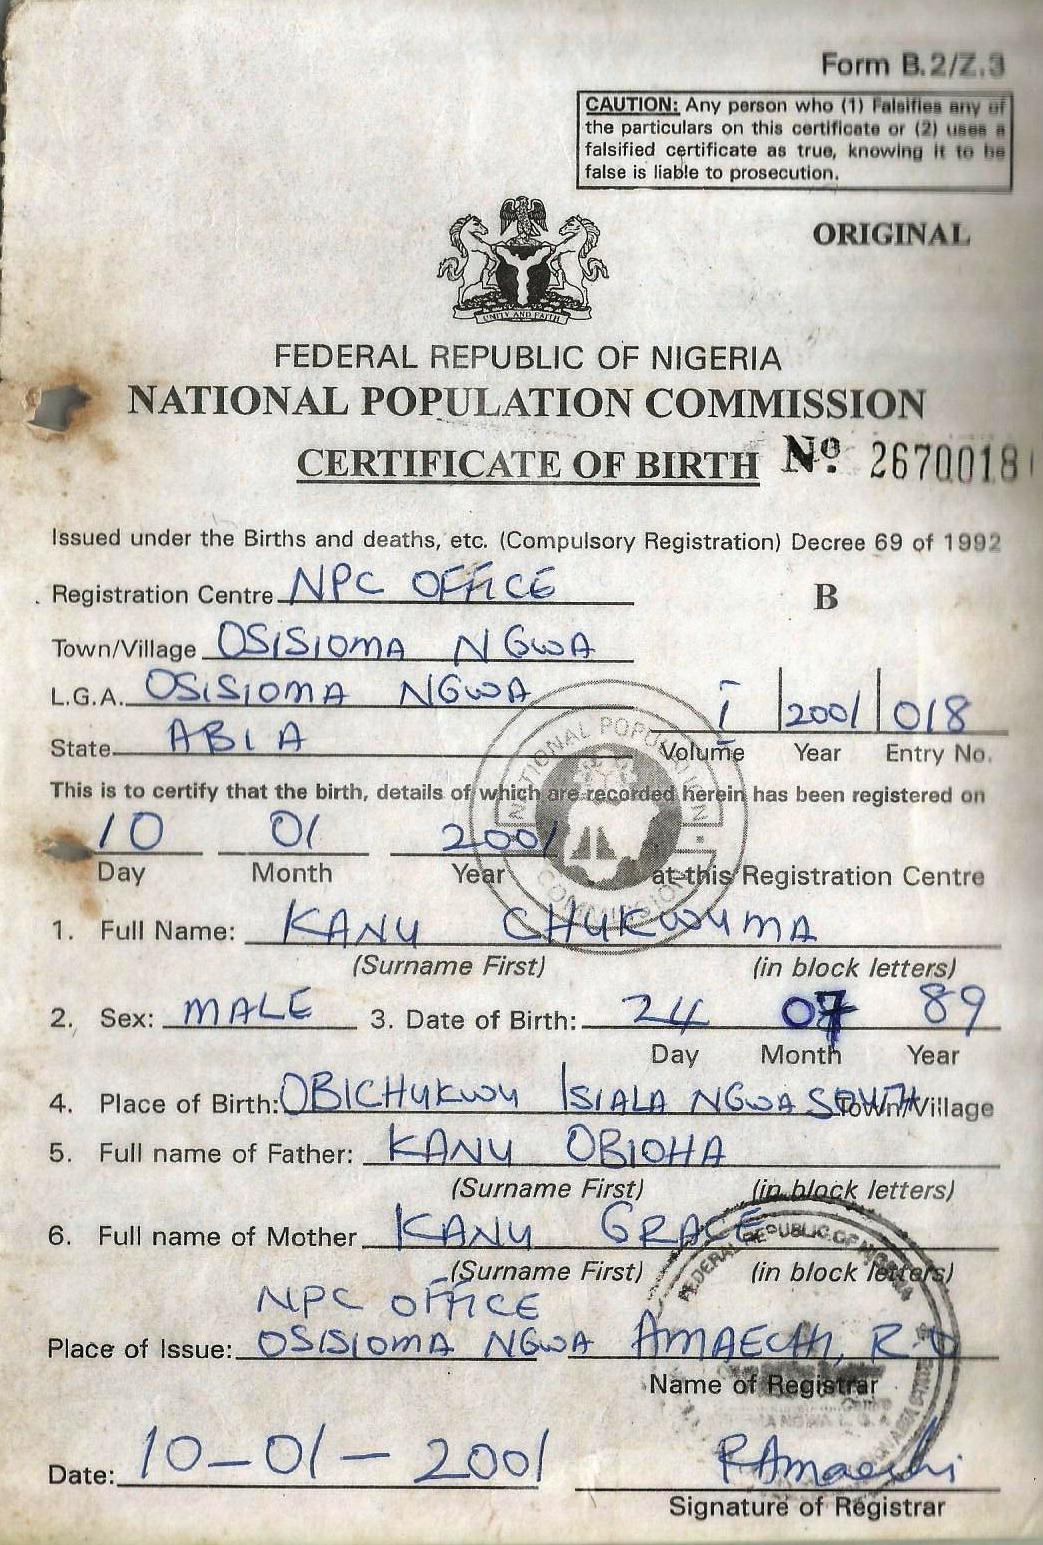 Form B.2/Z.3
CAUTION: Any person who (1) Falsifies any of
the particulars on this certificate or (2) uses a
falsified certificate as true, knowing it to be
false is liable to prosecution.
ORIGINAL
UNITY AND FAITH
FEDERAL REPUBLIC OF NIGERIA
NATIONAL POPULATION COMMISSION
CERTIFICATE OF BIRTH No. 2670018
Issued under the Births and deaths, etc. (Compulsory Registration) Decree 69 of 1992
Registration Centre NPC OFFICE B
Town/Village OSISIOMA NGWA
L.G.A. OSISIOMA NGWA I 2001 018
State ABIA Volume Year Entry No.
NATIONAL POPULATION COMMISSION
This is to certify that the birth, details of which are recorded herein has been registered on
10 01 2001
Day Month Year at this Registration Centre
1. Full Name: KANU CHUKWUMA
(Surname First) (in block letters)
2. Sex: MALE 3. Date of Birth: 24 07 89
Day Month Year
4. Place of Birth: OBICHUKWU ISIALA NGWA SOUTH Town/Village
5. Full name of Father: KANU OBIOHA
(Surname First) (in block letters)
6. Full name of Mother KANU GRACE
(Surname First) (in block letters)
FEDERAL REPUBLIC OF NIGERIA
NPC OFFICE
Place of Issue: OSISIOMA NGWA AMAECHI, R.O
Name of Registrar
Date: 10-01-2001 RAmaechi
Signature of Registrar